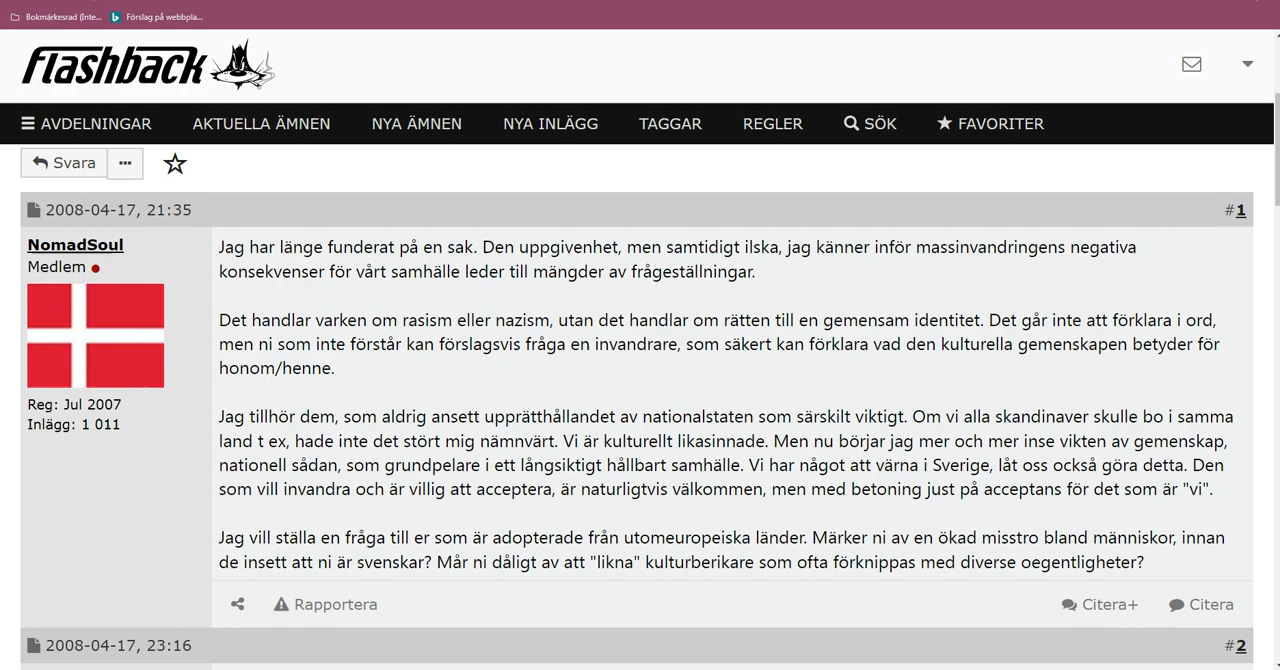 Bokmärkesrad (Inte... Förslag på webbpla...
flashback
AVDELNINGAR AKTUELLA ÄMNEN NYA ÄMNEN NYA INLÄGG TAGGAR REGLER SÖK FAVORITER
Svara ...
2008-04-17, 21:35 #1
NomadSoul
Medlem
Reg: Jul 2007
Inlägg: 1 011
Jag har länge funderat på en sak. Den uppgivenhet, men samtidigt ilska, jag känner inför massinvandringens negativa
konsekvenser för vårt samhälle leder till mängder av frågeställningar.
Det handlar varken om rasism eller nazism, utan det handlar om rätten till en gemensam identitet. Det går inte att förklara i ord,
men ni som inte förstår kan förslagsvis fråga en invandrare, som säkert kan förklara vad den kulturella gemenskapen betyder för
honom/henne.
Jag tillhör dem, som aldrig ansett upprätthållandet av nationalstaten som särskilt viktigt. Om vi alla skandinaver skulle bo i samma
land t ex, hade inte det stört mig nämnvärt. Vi är kulturellt likasinnade. Men nu börjar jag mer och mer inse vikten av gemenskap,
nationell sådan, som grundpelare i ett långsiktigt hållbart samhälle. Vi har något att värna i Sverige, låt oss också göra detta. Den
som vill invandra och är villig att acceptera, är naturligtvis välkommen, men med betoning just på acceptans för det som är "vi".
Jag vill ställa en fråga till er som är adopterade från utomeuropeiska länder. Märker ni av en ökad misstro bland människor, innan
de insett att ni är svenskar? Mår ni dåligt av att "likna" kulturberikare som ofta förknippas med diverse oegentligheter?
Rapportera Citera+ Citera
2008-04-17, 23:16 #2